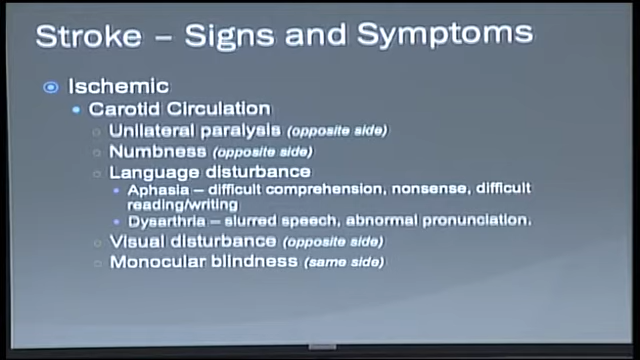 Stroke – Signs and Symptoms
Ischemic
Carotid Circulation
Unilateral paralysis (opposite side)
Numbness (opposite side)
Language disturbance
Aphasia – difficult comprehension, nonsense, difficult
reading/writing
Dysarthria – slurred speech, abnormal pronunciation.
Visual disturbance (opposite side)
Monocular blindness (same side)